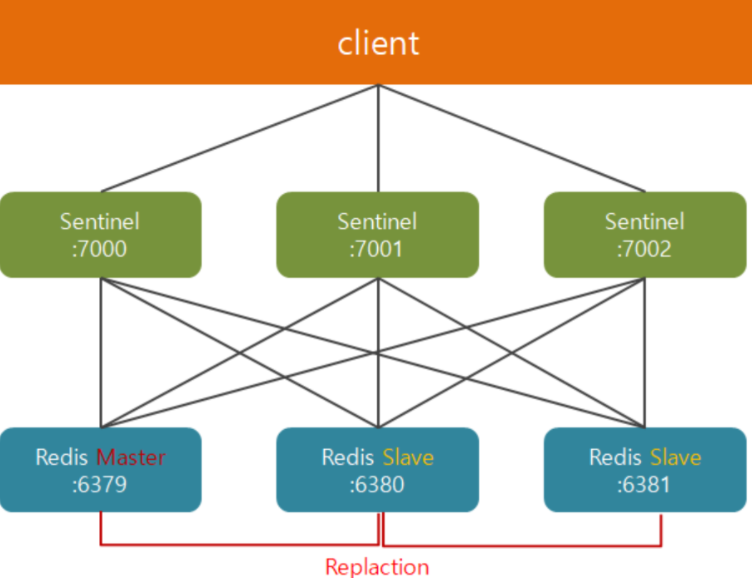 client
Sentinel
:7000
Sentinel
:7001
Sentinel
:7002
Redis Master
:6379
Redis Slave
:6380
Redis Slave
:6381
Replaction